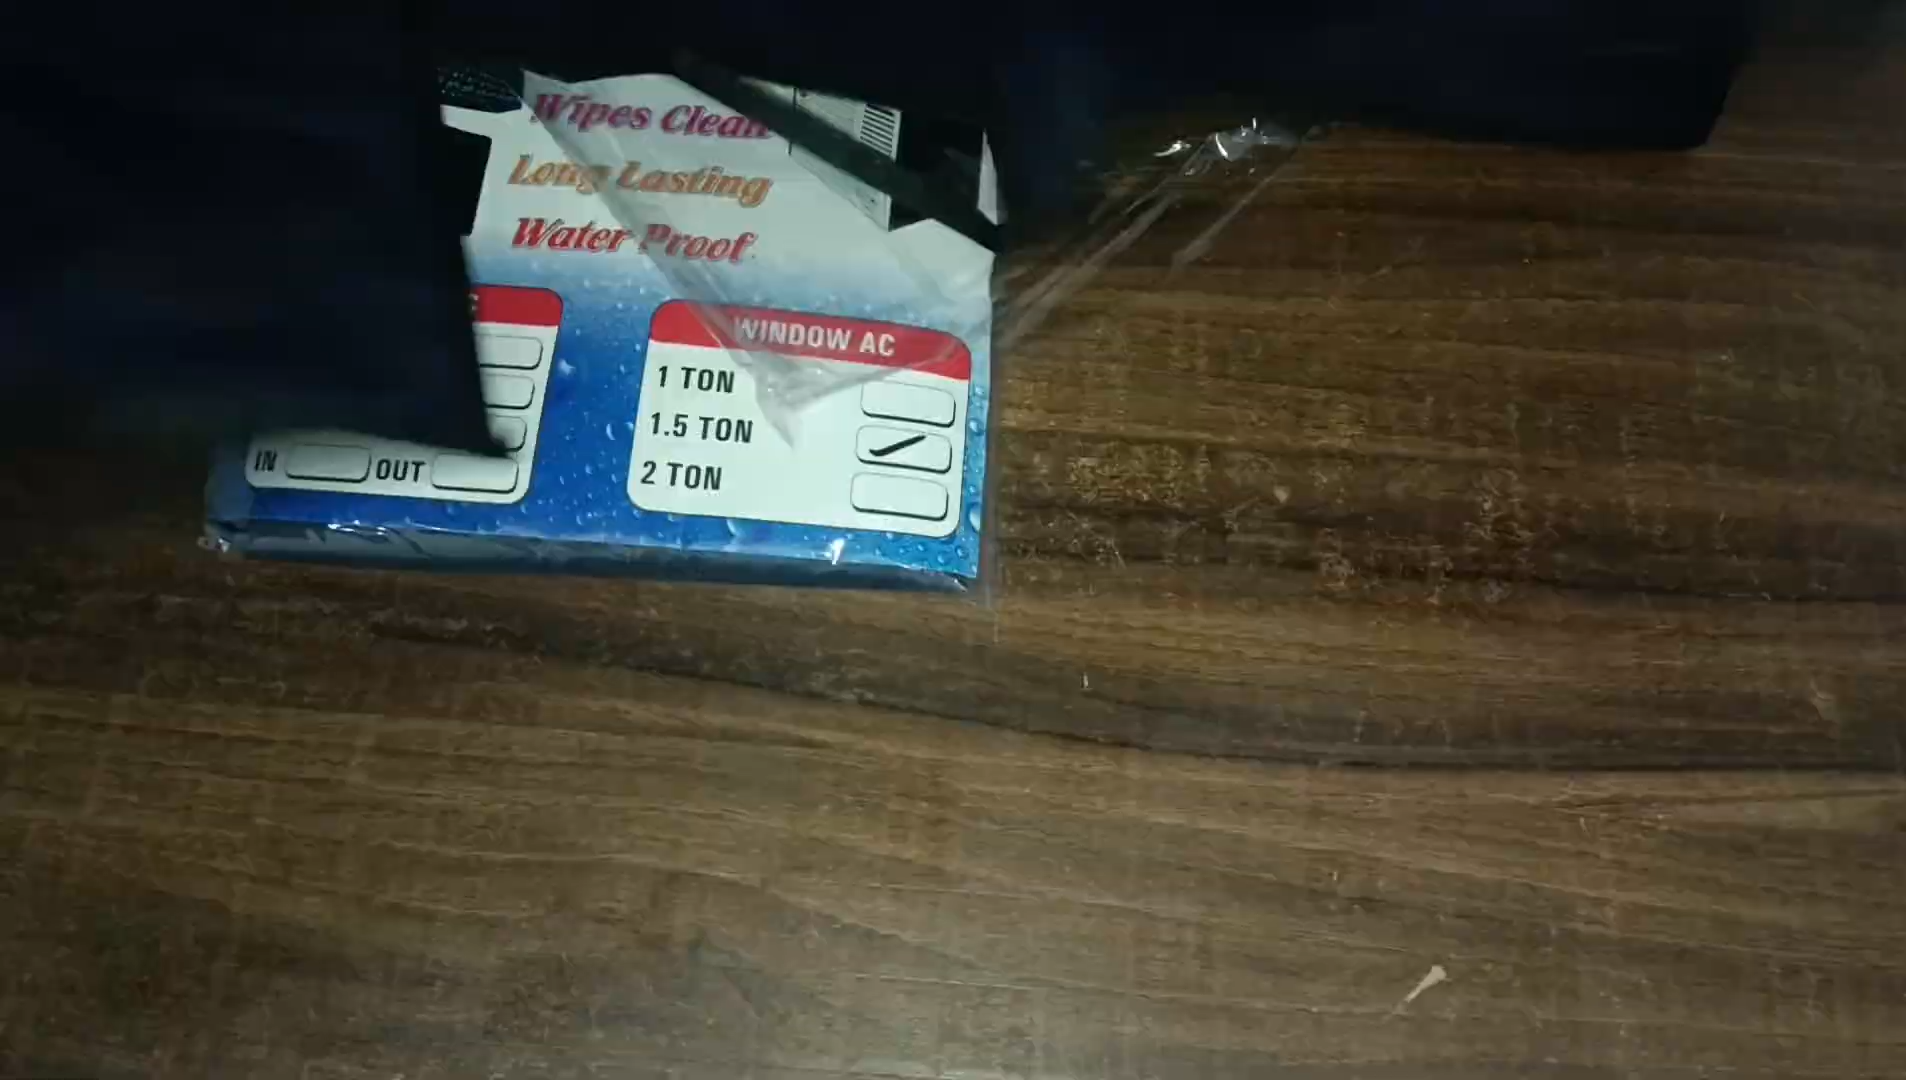 Wipes Clean
Long Lasting
Water Proof
WINDOW AC
1 TON
1.5 TON
2 TON
IN OUT